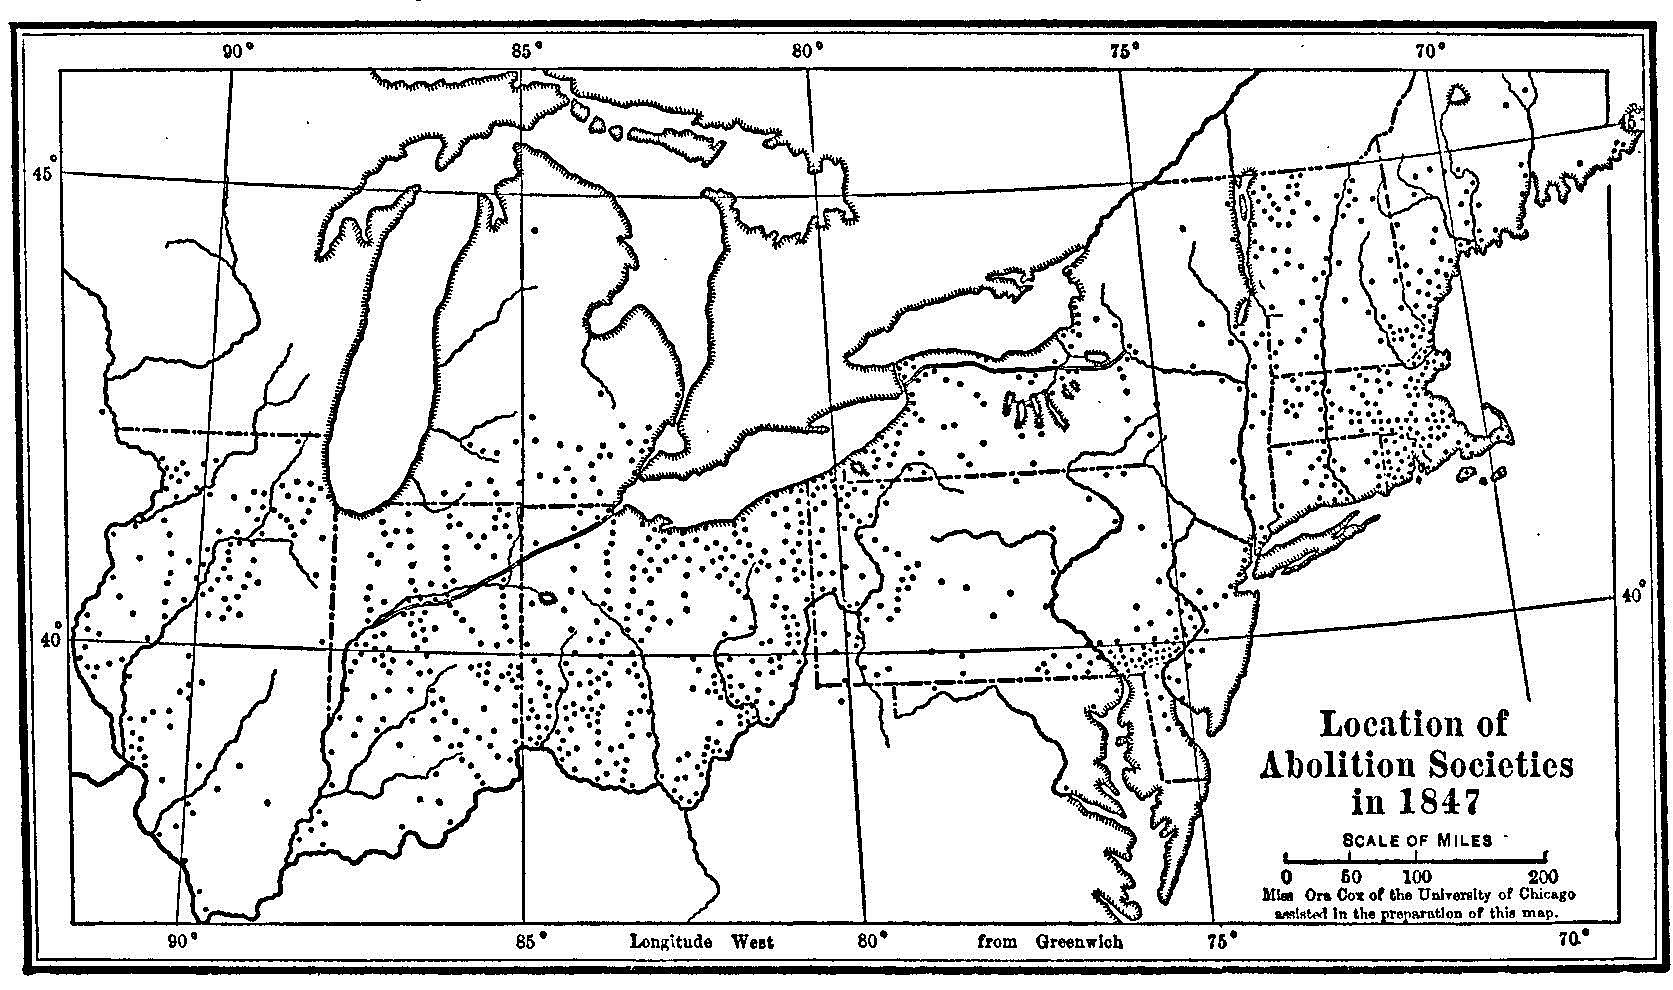 90° 85° 80° 75° 70°
45° 45°
40° 40°
Location of
Abolition Societies
in 1847
SCALE OF MILES
0 50 100 200
Miss Ora Cox of the University of Chicago
assisted in the preparation of this map.
90° 85° Longitude West 80° from Greenwich 75° 70°